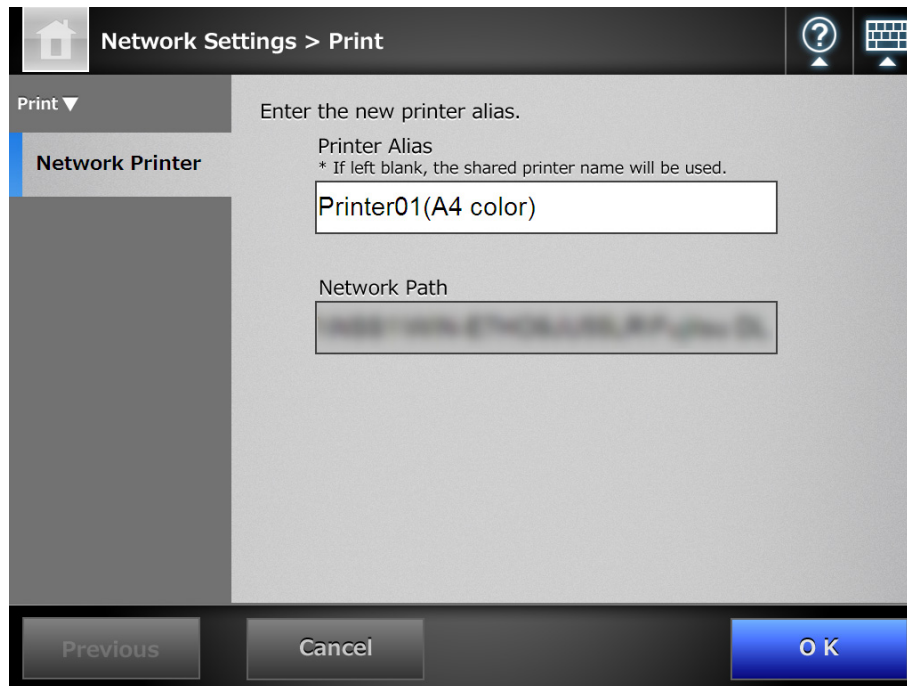 Network Settings > Print
Print ▼
Network Printer
Enter the new printer alias.
Printer Alias
* If left blank, the shared printer name will be used.
Printer01(A4 color)
Network Path
Previous
Cancel
O K